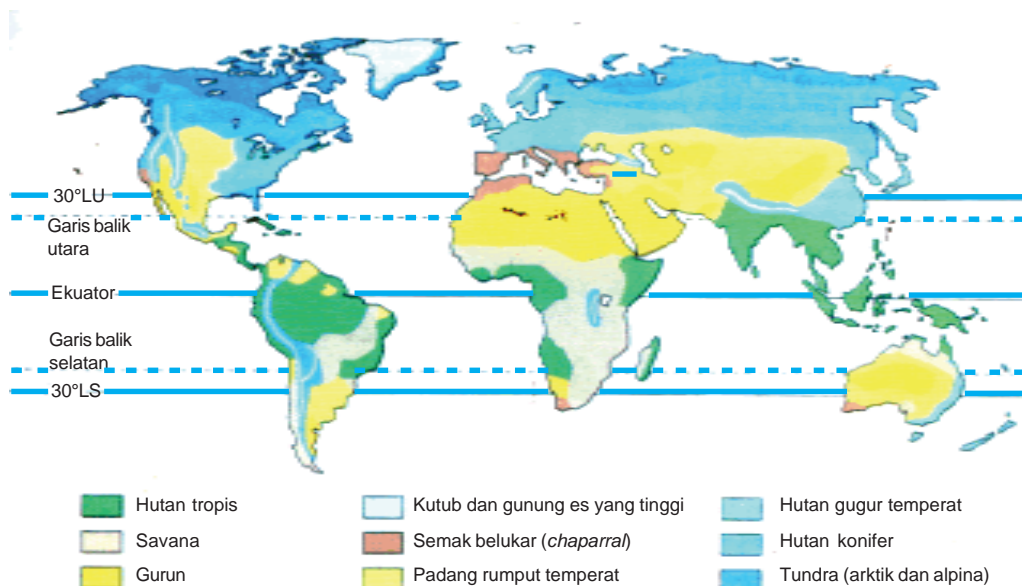 30°LU
Garis balik
utara
Ekuator
Garis balik
selatan
30°LS
Hutan tropis
Kutub dan gunung es yang tinggi
Hutan gugur temperat
Savana
Semak belukar (chaparral)
Hutan konifer
Gurun
Padang rumput temperat
Tundra (arktik dan alpina)